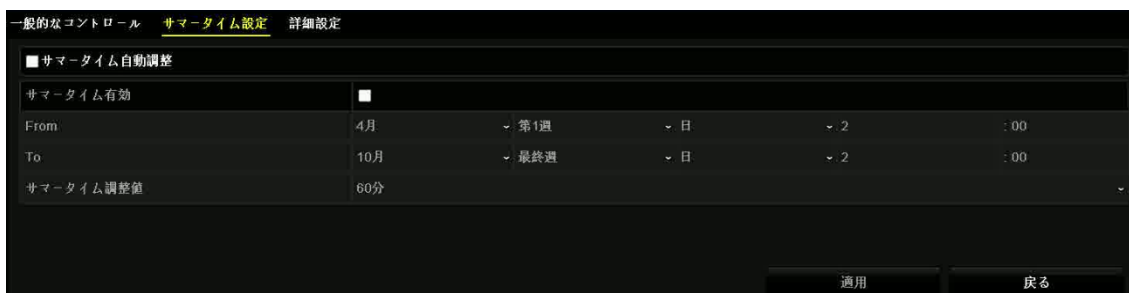 一般的なコントロール サマータイム設定 詳細設定
サマータイム自動調整
サマータイム有効
From 4月 第1週 日 2 :00
To 10月 最終週 日 2 :00
サマータイム調整値 60分
適用 戻る